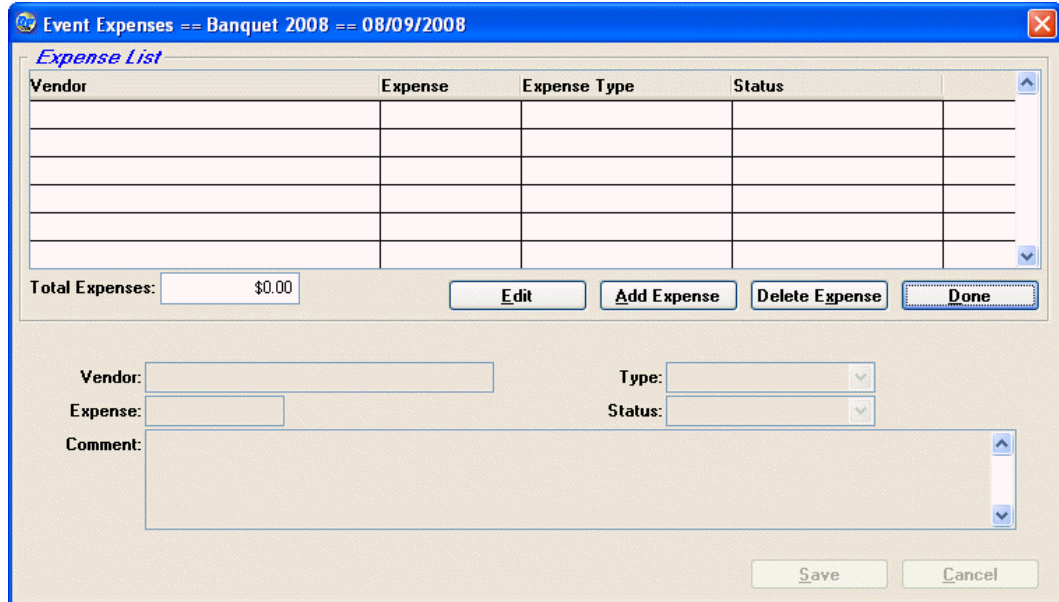 Event Expenses == Banquet 2008 == 08/09/2008
Expense List
Vendor Expense Expense Type Status
Total Expenses: $0.00 Edit Add Expense Delete Expense Done
Vendor: Type:
Expense: Status:
Comment:
Save Cancel